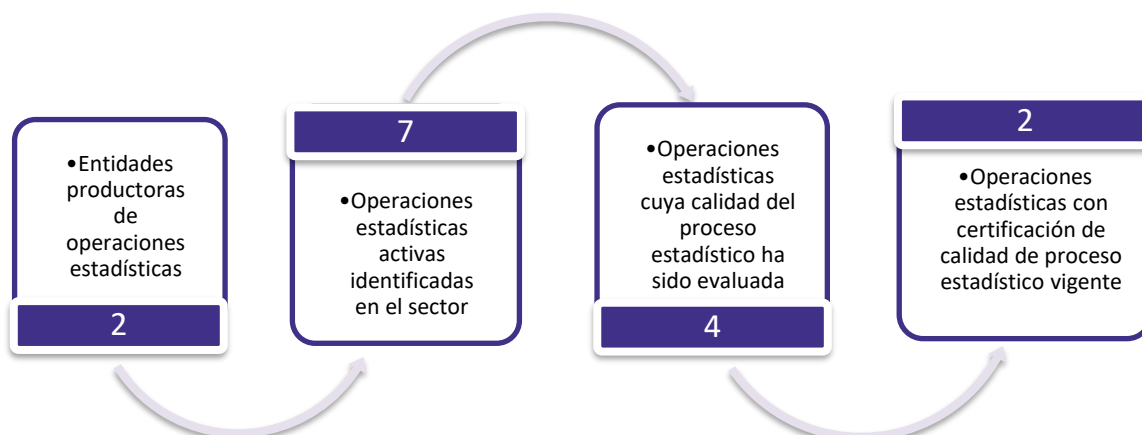 •Entidades
productoras
de
operaciones
estadísticas
2
7
•Operaciones
estadísticas
activas
identificadas
en el sector
•Operaciones
estadísticas
cuya calidad del
proceso
estadístico ha
sido evaluada
4
2
•Operaciones
estadísticas con
certificación de
calidad de proceso
estadístico vigente